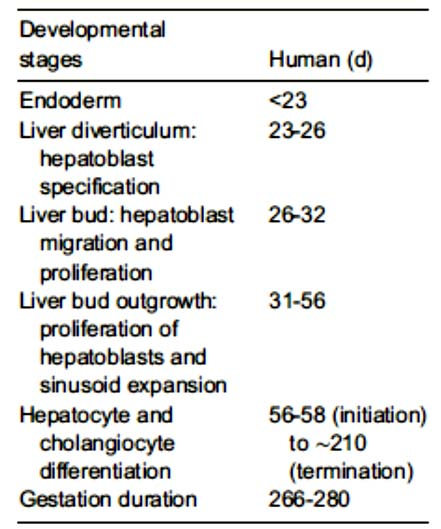 Developmental
stages Human (d)
Endoderm <23
Liver diverticulum: 23-26
hepatoblast
specification
Liver bud: hepatoblast 26-32
migration and
proliferation
Liver bud outgrowth: 31-56
proliferation of
hepatoblasts and
sinusoid expansion
Hepatocyte and 56-58 (initiation)
cholangiocyte to ~210
differentiation (termination)
Gestation duration 266-280